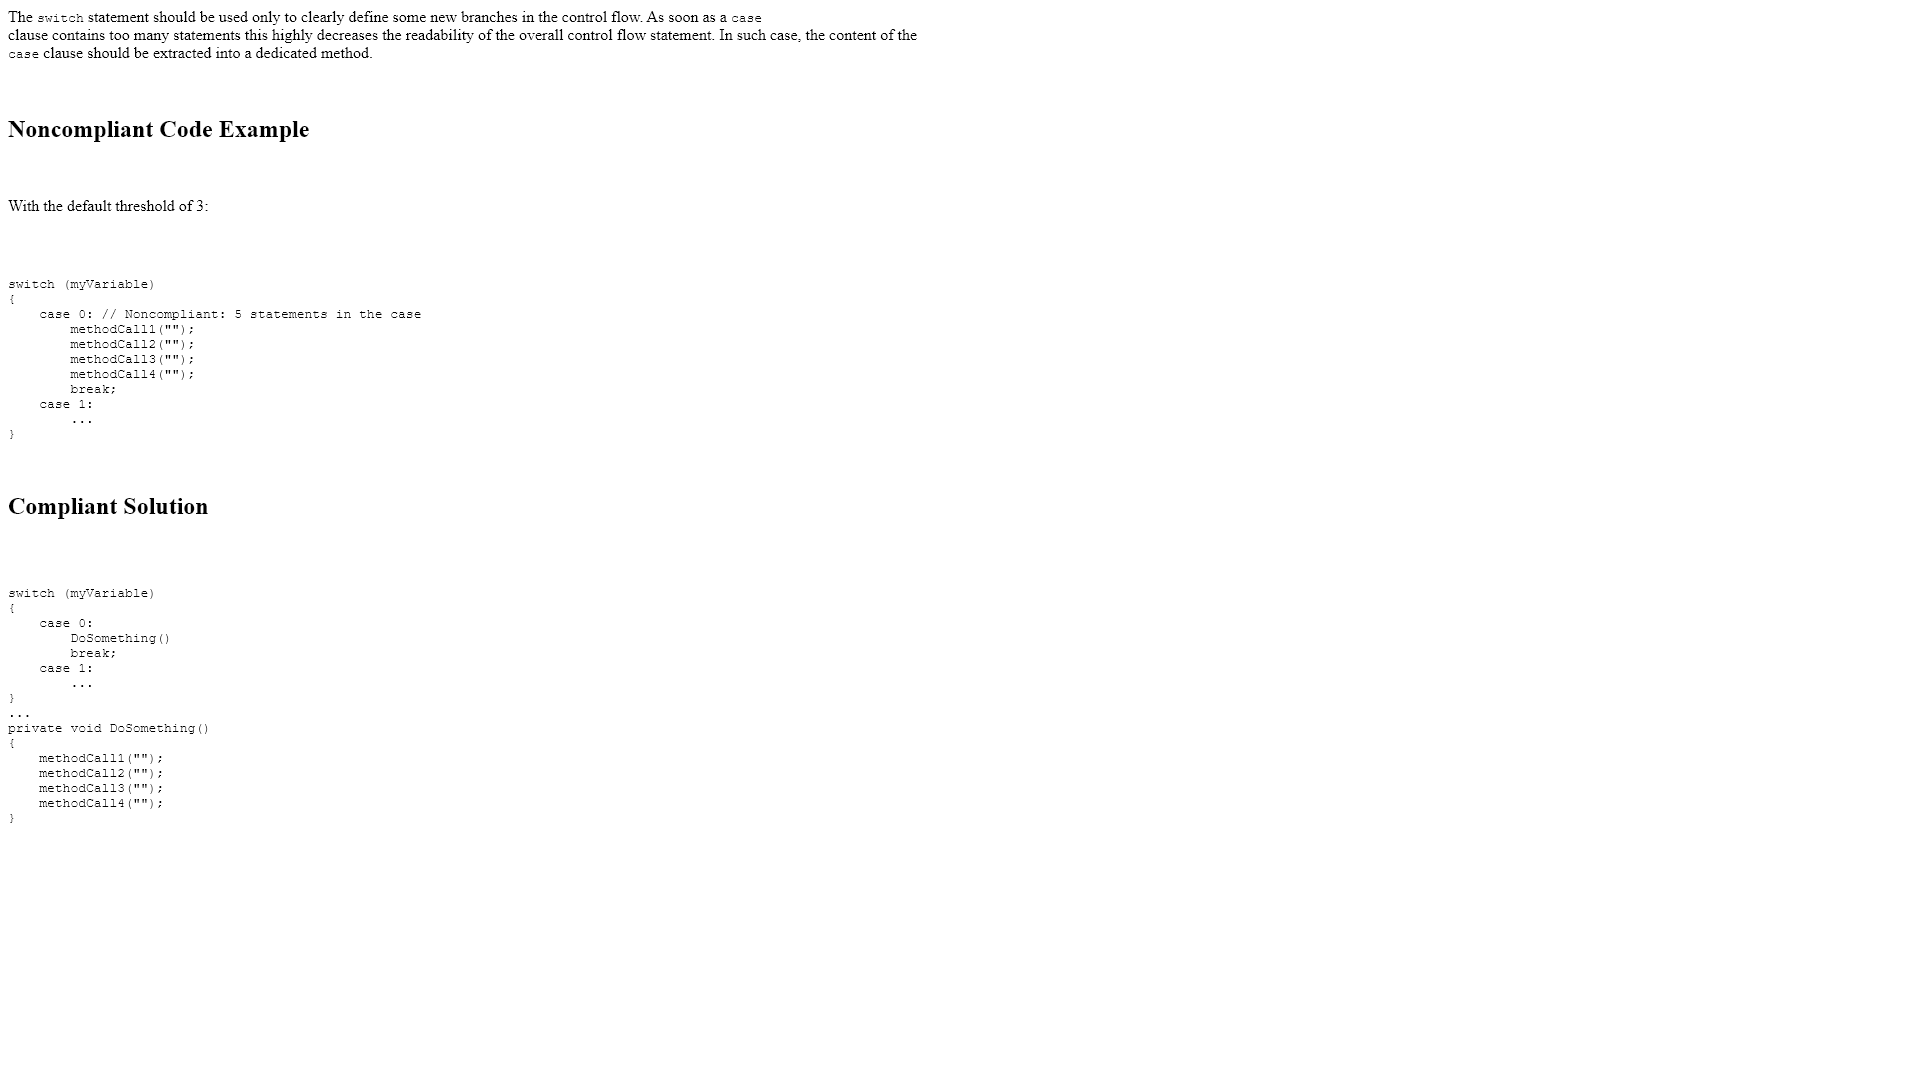 The switch statement should be used only to clearly define some new branches in the control flow. As soon as a case
clause contains too many statements this highly decreases the readability of the overall control flow statement. In such case, the content of the
case clause should be extracted into a dedicated method.
Noncompliant Code Example
With the default threshold of 3:
switch (myVariable)
{
    case 0: // Noncompliant: 5 statements in the case
        methodCall1("");
        methodCall2("");
        methodCall3("");
        methodCall4("");
        break;
    case 1:
        ...
}
Compliant Solution
switch (myVariable)
{
    case 0:
        DoSomething()
        break;
    case 1:
        ...
}
...
private void DoSomething()
{
    methodCall1("");
    methodCall2("");
    methodCall3("");
    methodCall4("");
}